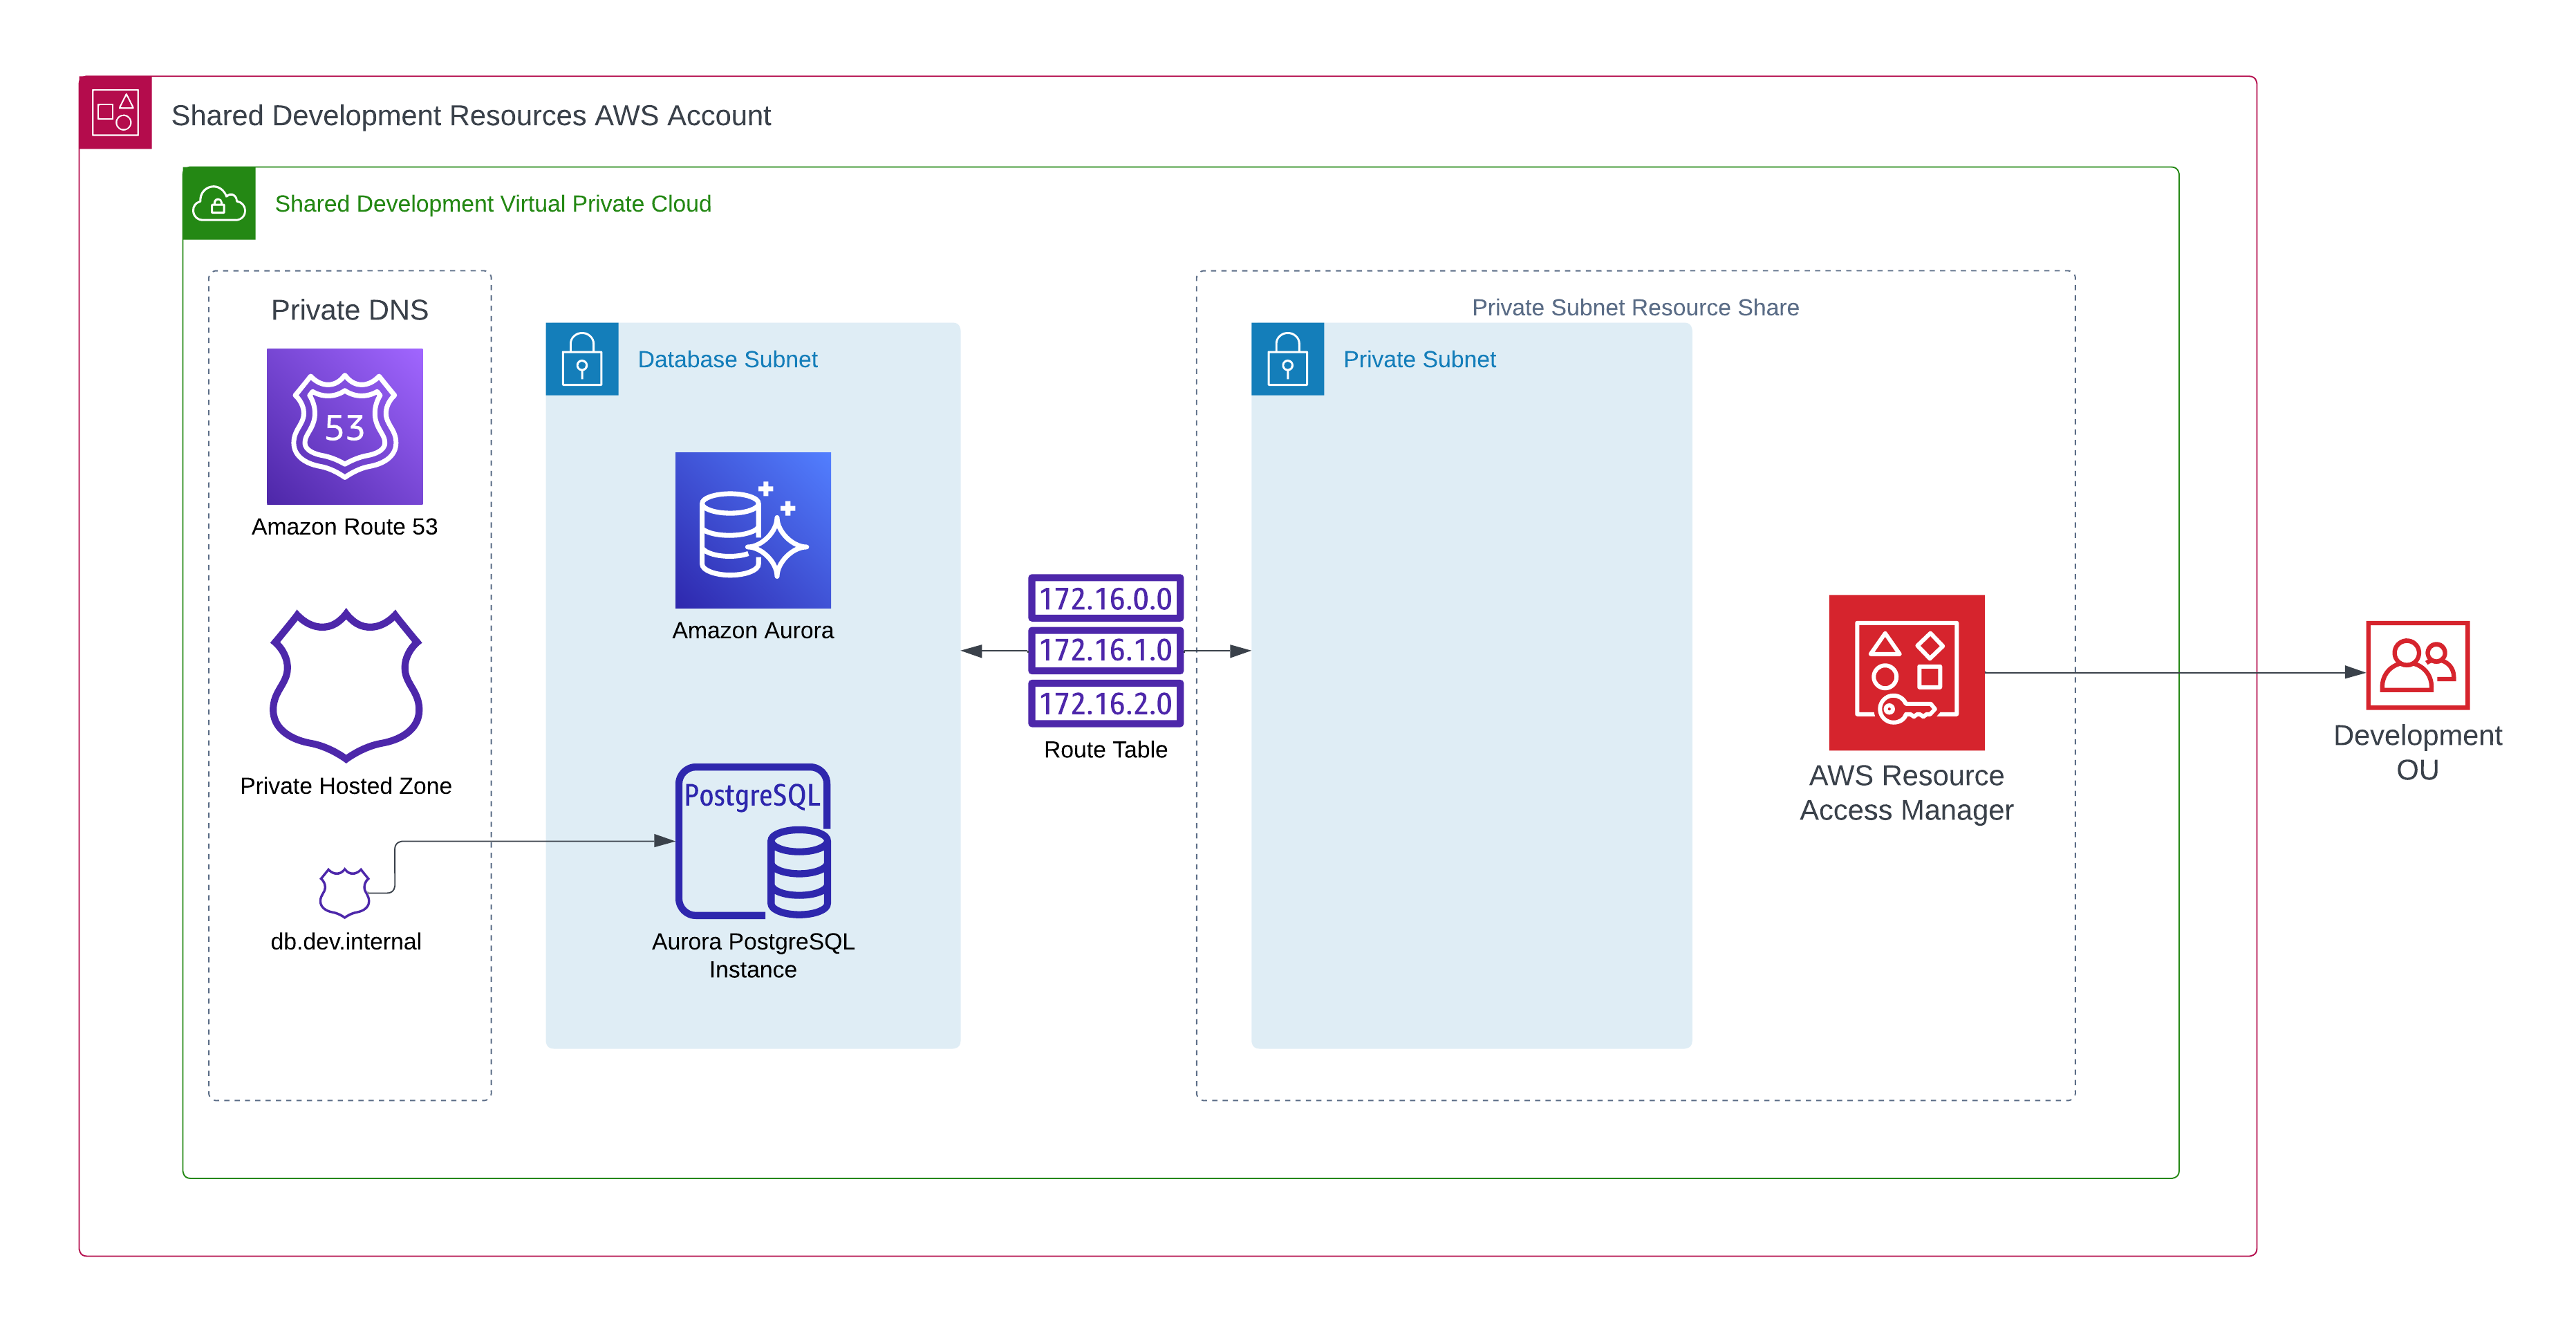 Shared Development Resources AWS Account
Shared Development Virtual Private Cloud
Private DNS
53
Amazon Route 53
Private Hosted Zone
db.dev.internal
Database Subnet
Amazon Aurora
PostgreSQL
Aurora PostgreSQL
Instance
172.16.0.0
172.16.1.0
172.16.2.0
Route Table
Private Subnet Resource Share
Private Subnet
AWS Resource
Access Manager
Development
OU